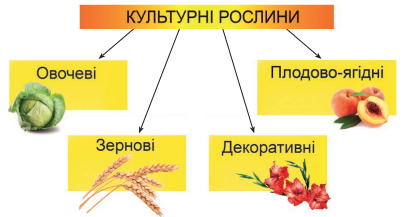 КУЛЬТУРНІ РОСЛИНИ
Овочеві
Плодово-ягідні
Зернові
Декоративні